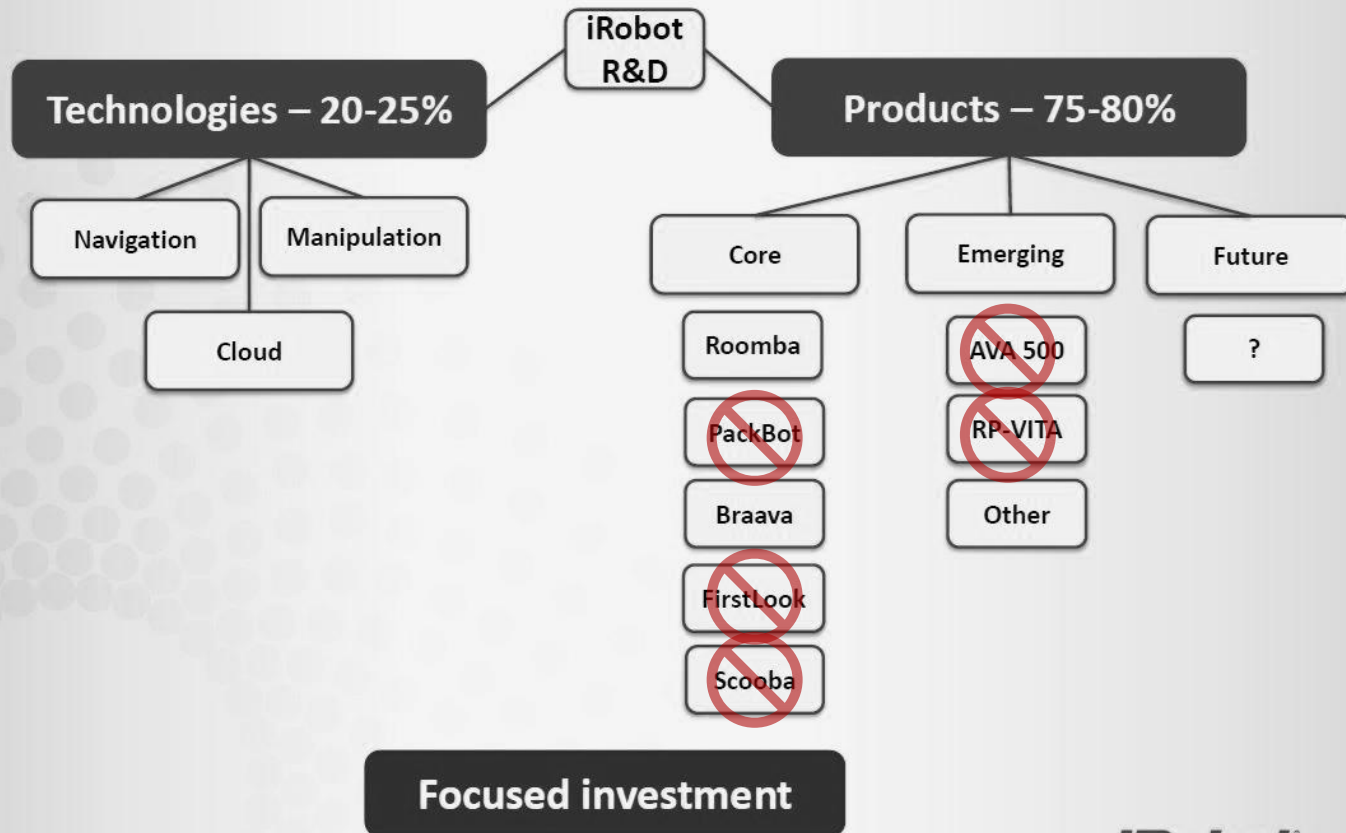 iRobot
R&D
Technologies – 20-25%
Products – 75-80%
Navigation
Manipulation
Cloud
Core
Emerging
Future
Roomba
AVA 500
?
PackBot
RP-VITA
Braava
Other
FirstLook
Scooba
Focused investment